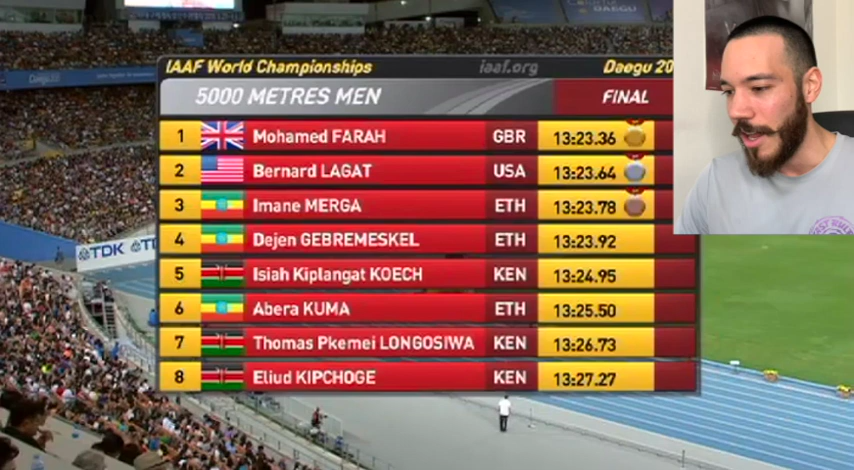 IAAF World Championships iaaf.org Daegu 20
5000 METRES MEN FINAL
1 Mohamed FARAH GBR 13:23.36
2 Bernard LAGAT USA 13:23.64
3 Imane MERGA ETH 13:23.78
4 Dejen GEBREMESKEL ETH 13:23.92
5 Isiah Kiplangat KOECH KEN 13:24.95
6 Abera KUMA ETH 13:25.50
7 Thomas Pkemei LONGOSIWA KEN 13:26.73
8 Eliud KIPCHOGE KEN 13:27.27
TDK